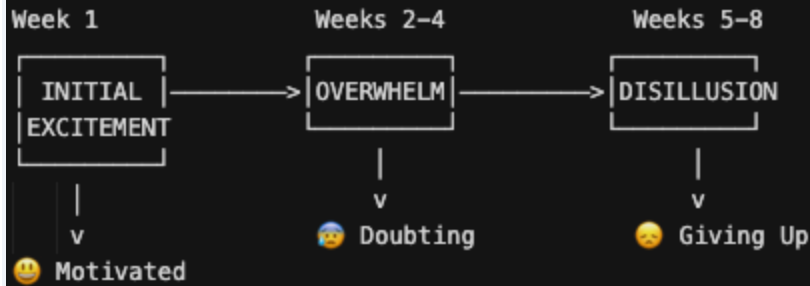 Week 1 Weeks 2–4 Weeks 5–8
INITIAL OVERWHELM DISILLUSION
EXCITEMENT
v v
😰 Doubting 😞 Giving Up
v
😃 Motivated